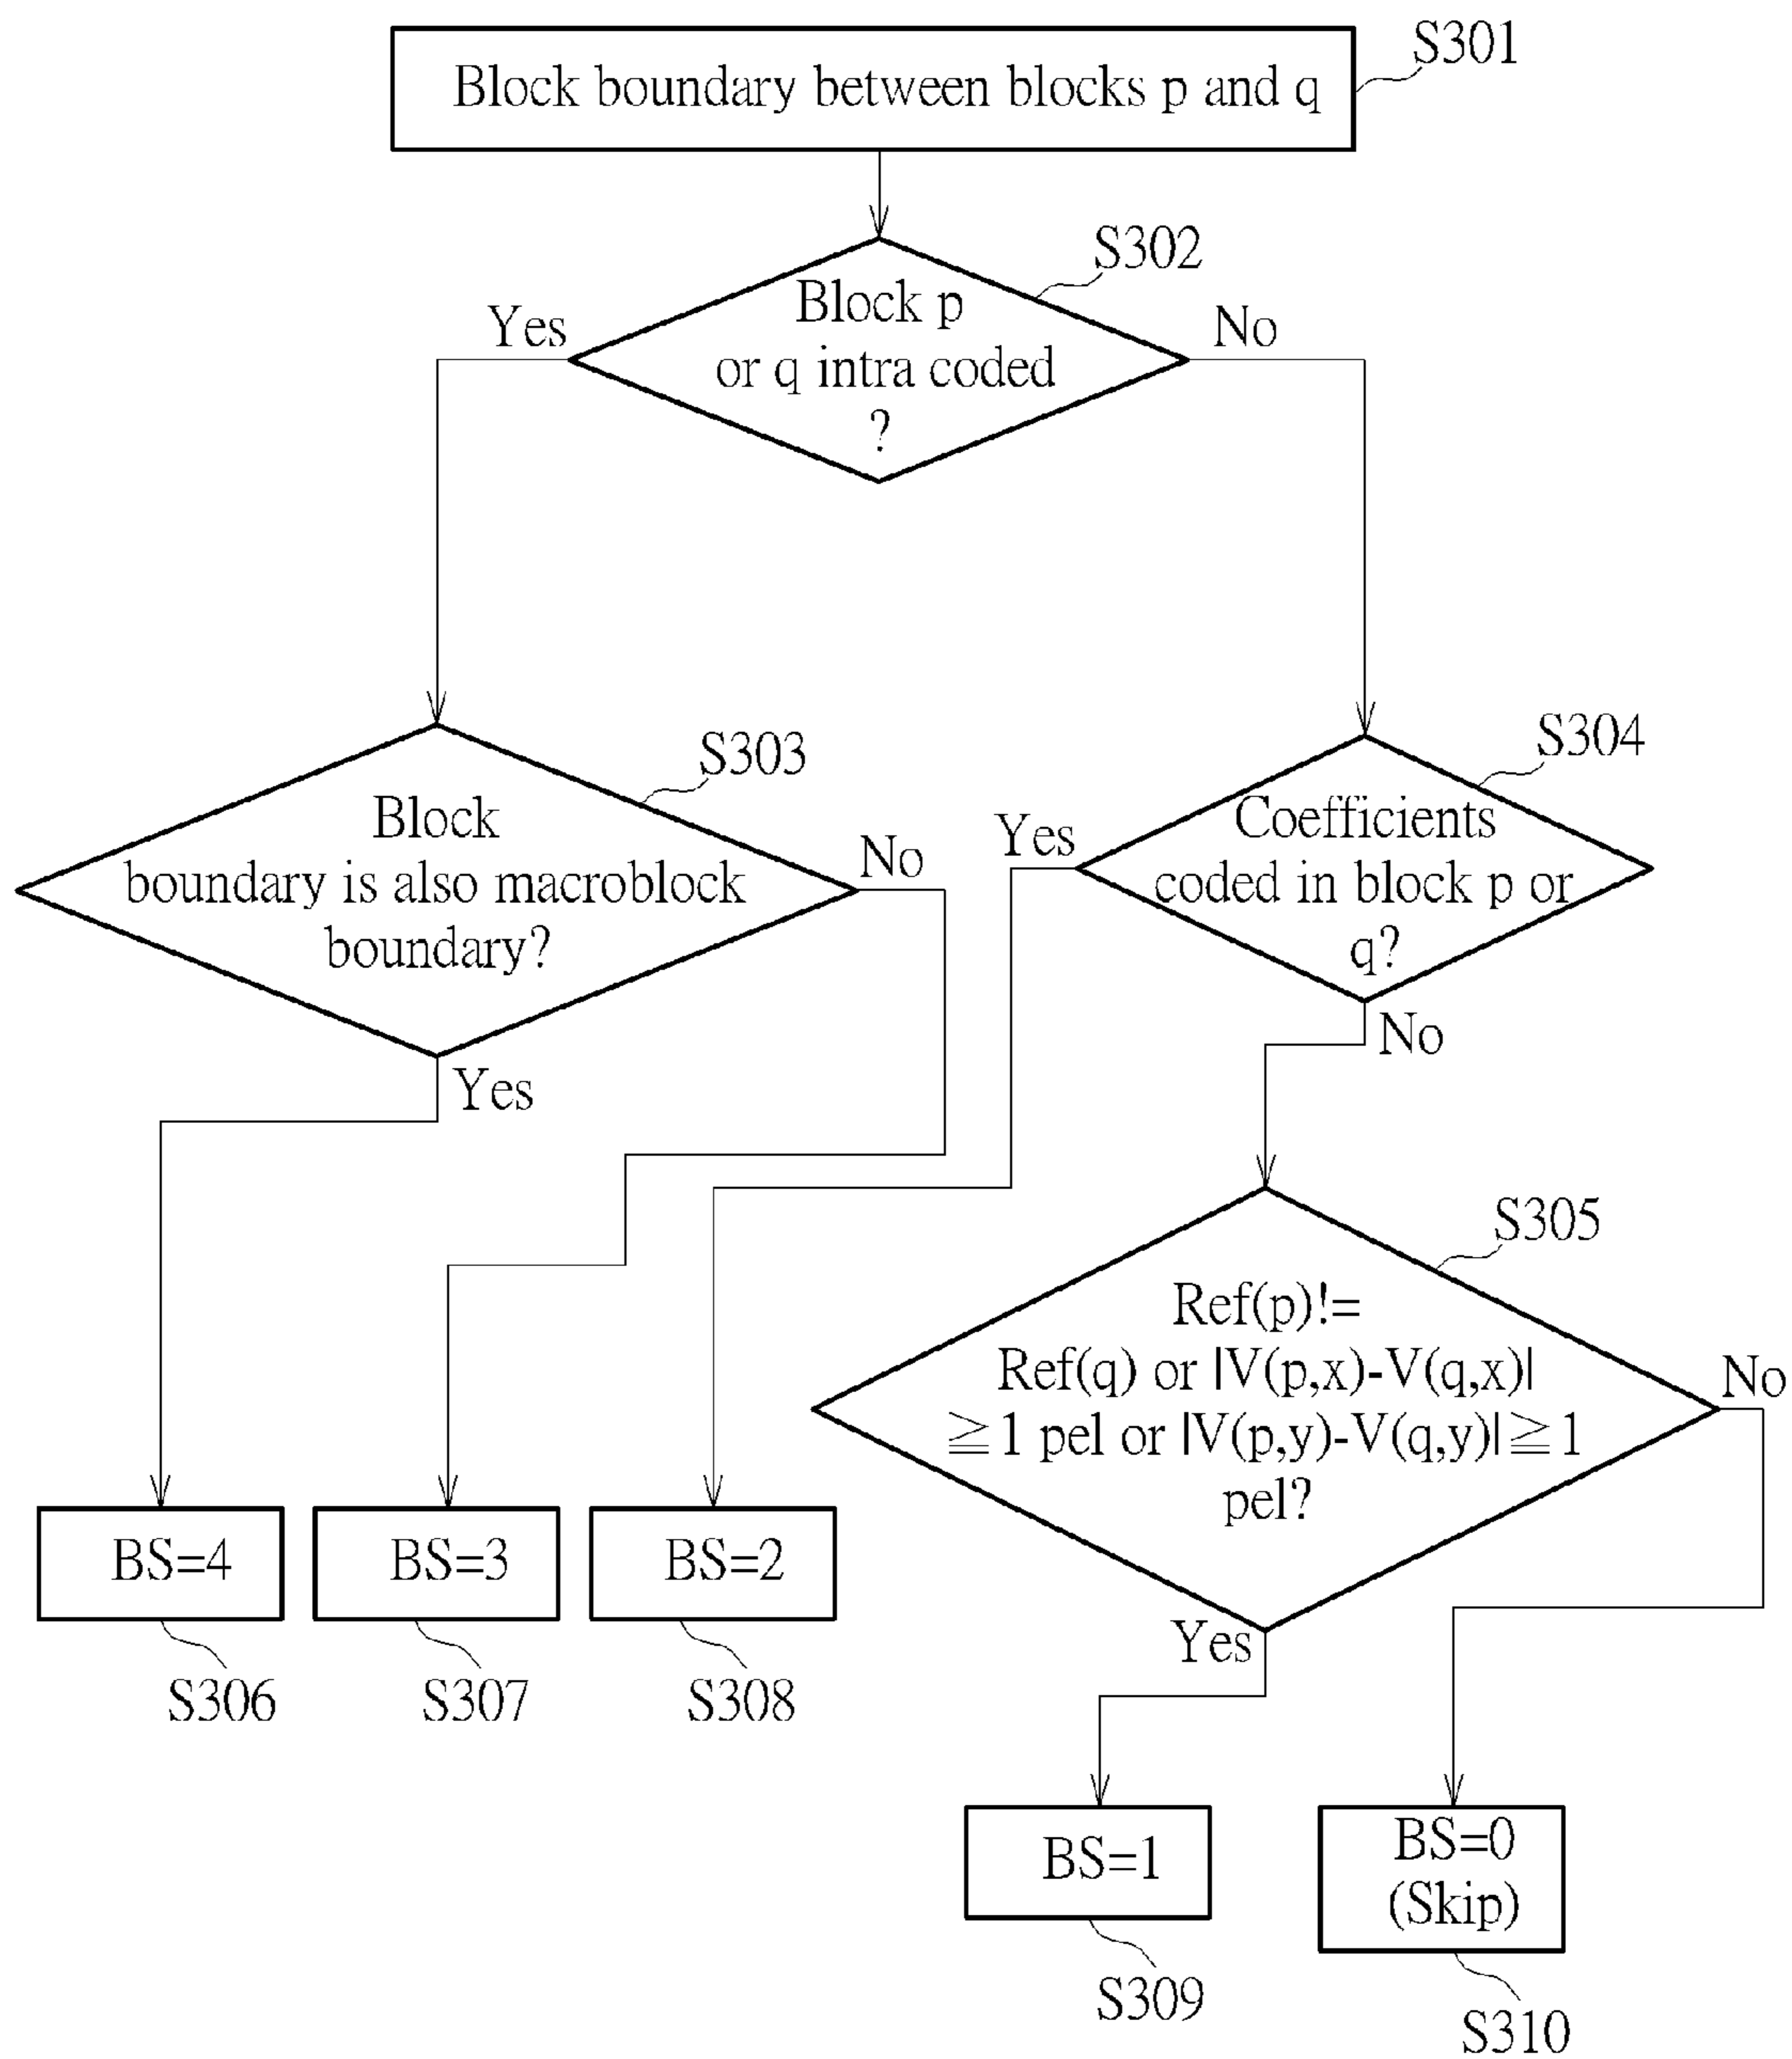 Block boundary between blocks p and q
S301
S302
Block p
or q intra coded
?
Yes
No
S303
Block
boundary is also macroblock
boundary?
No
Yes
S304
Coefficients
coded in block p or
q?
Yes
No
S305
Ref(p)!=
Ref(q) or |V(p,x)-V(q,x)|
≧1 pel or |V(p,y)-V(q,y)|≧1
pel?
No
Yes
BS=4
BS=3
BS=2
S306
S307
S308
BS=1
BS=0
(Skip)
S309
S310